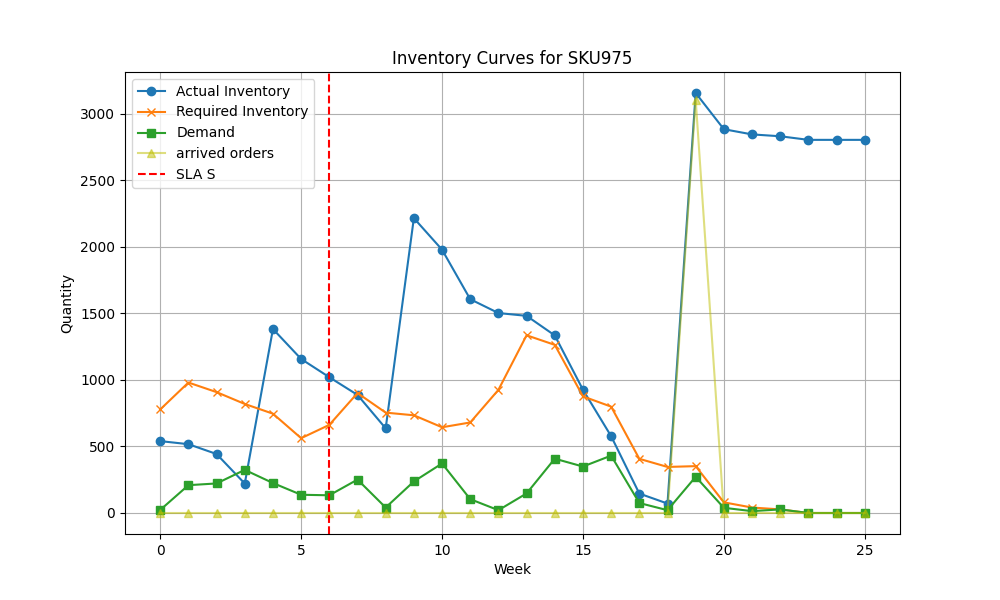 Inventory Curves for SKU975
Actual Inventory
Required Inventory
Demand
arrived orders
SLA S
Quantity
3000
2500
2000
1500
1000
500
0
0 5 10 15 20 25
Week